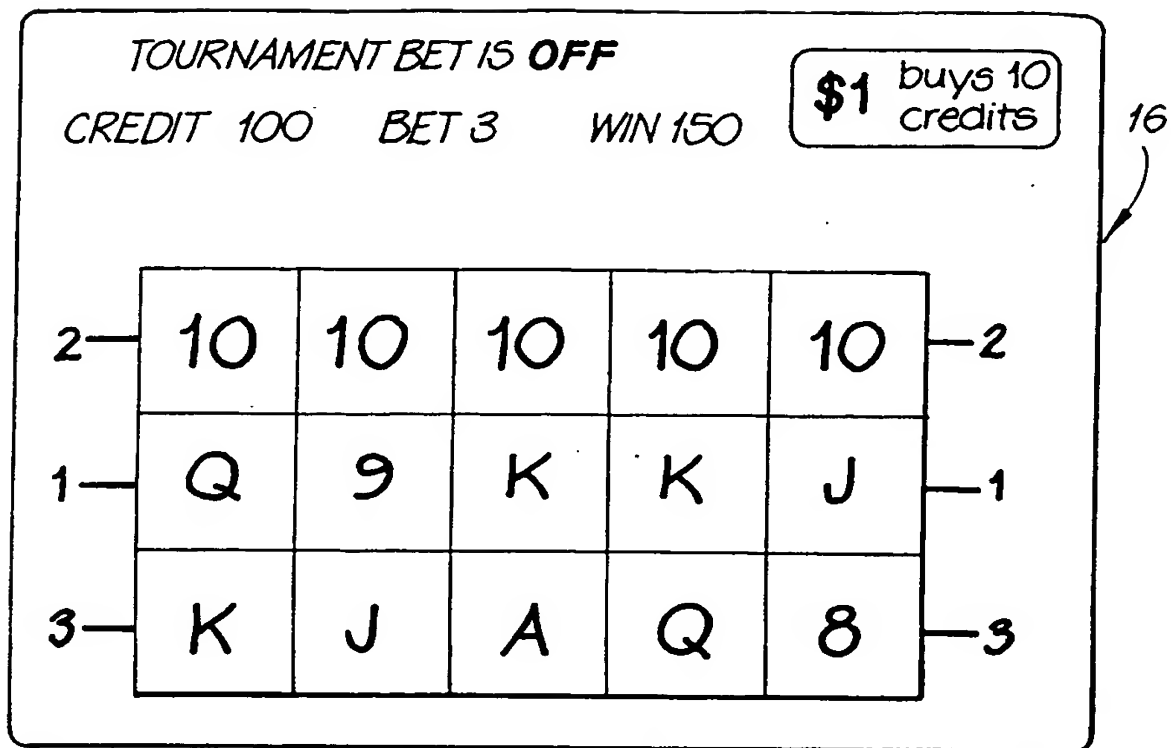 TOURNAMENT BET IS OFF
$1 buys 10 credits
CREDIT 100 BET 3 WIN 150
16
2 10 10 10 10 10 2
1 Q 9 K K J 1
3 K J A Q 8 3